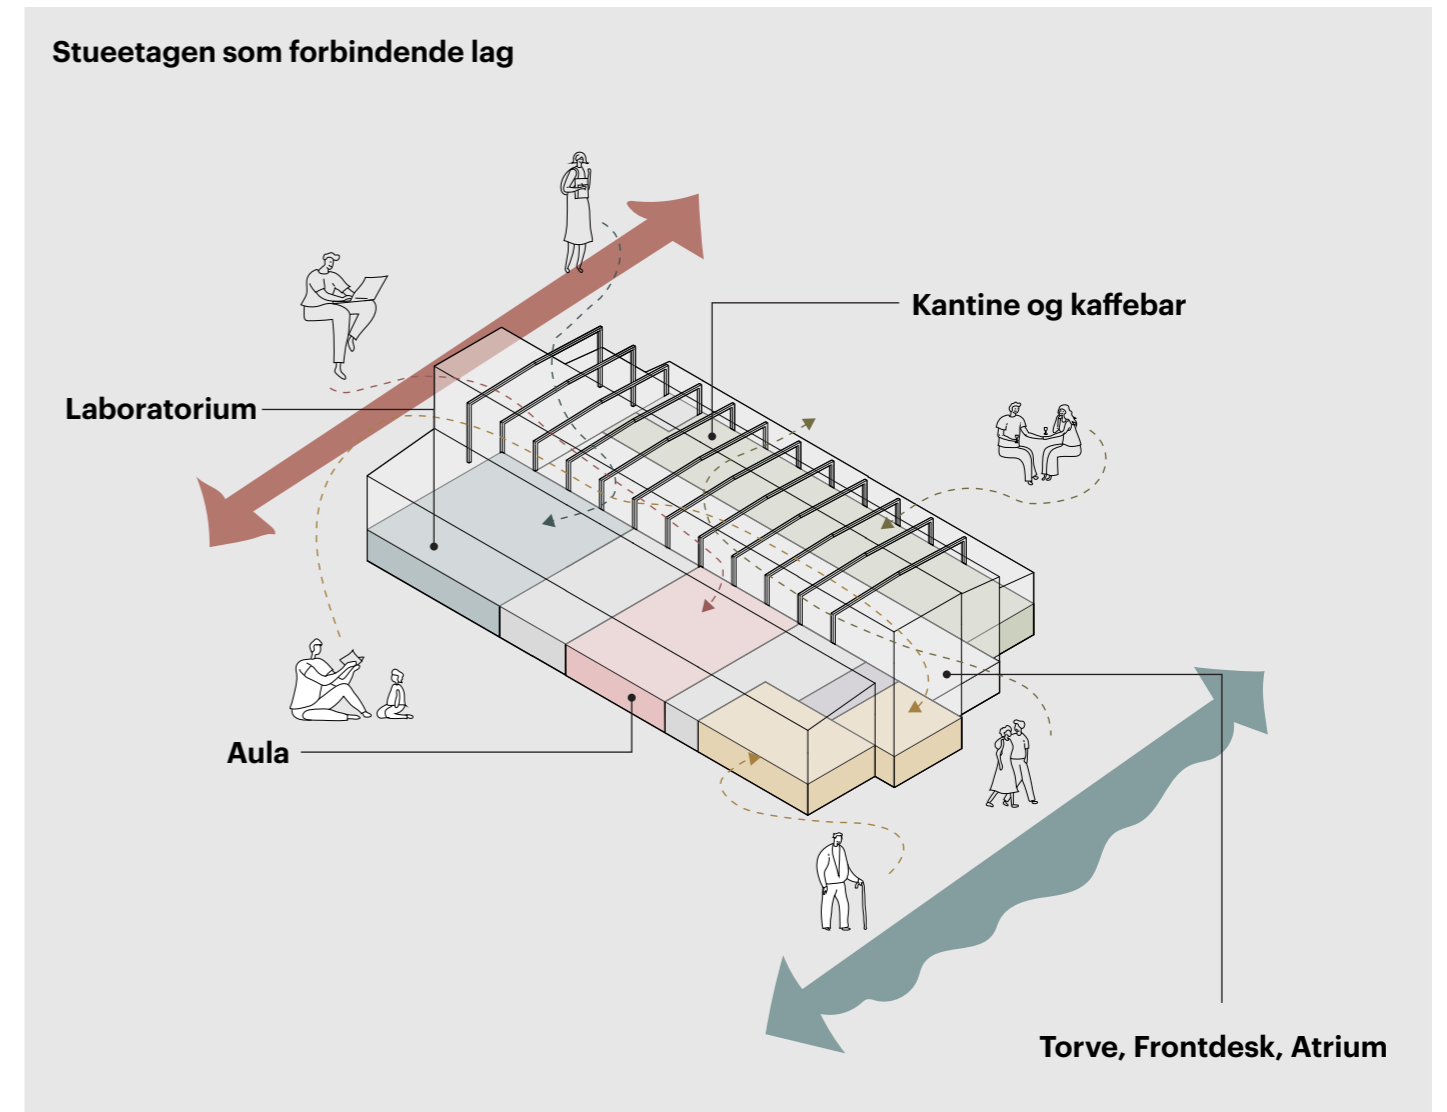 Stueetagen som forbindende lag
Kantine og kaffebar
Laboratorium
Aula
Torve, Frontdesk, Atrium